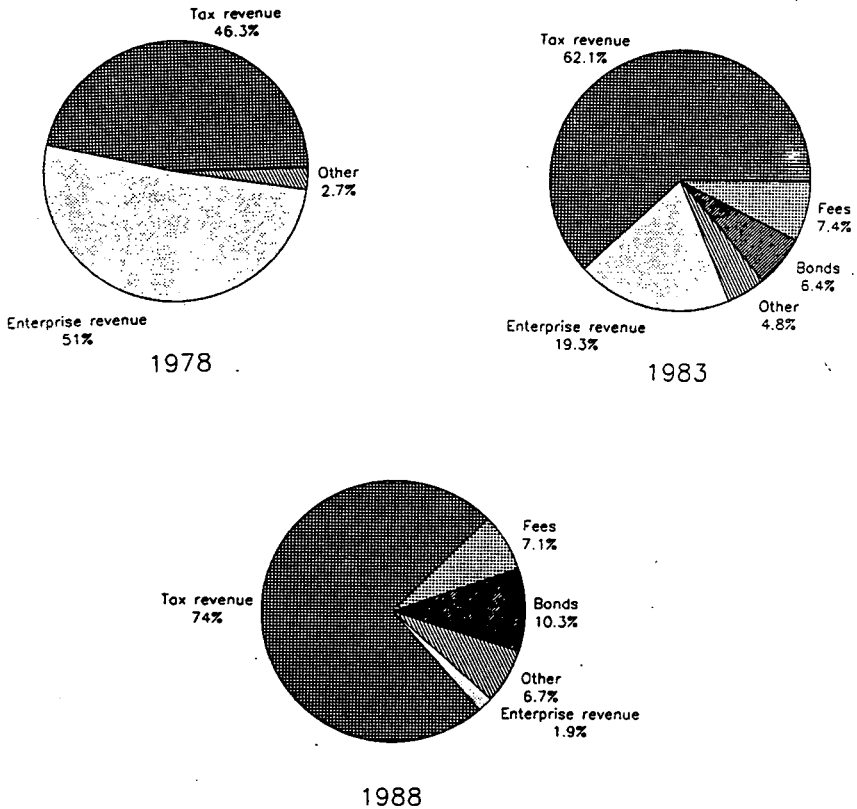 Tax revenue
46.3%
Other
2.7%
Enterprise revenue
51%
1978
Tax revenue
62.1%
Fees
7.4%
Bonds
6.4%
Other
4.8%
Enterprise revenue
19.3%
1983
Fees
7.1%
Tax revenue
74%
Bonds
10.3%
Other
6.7%
Enterprise revenue
1.9%
1988